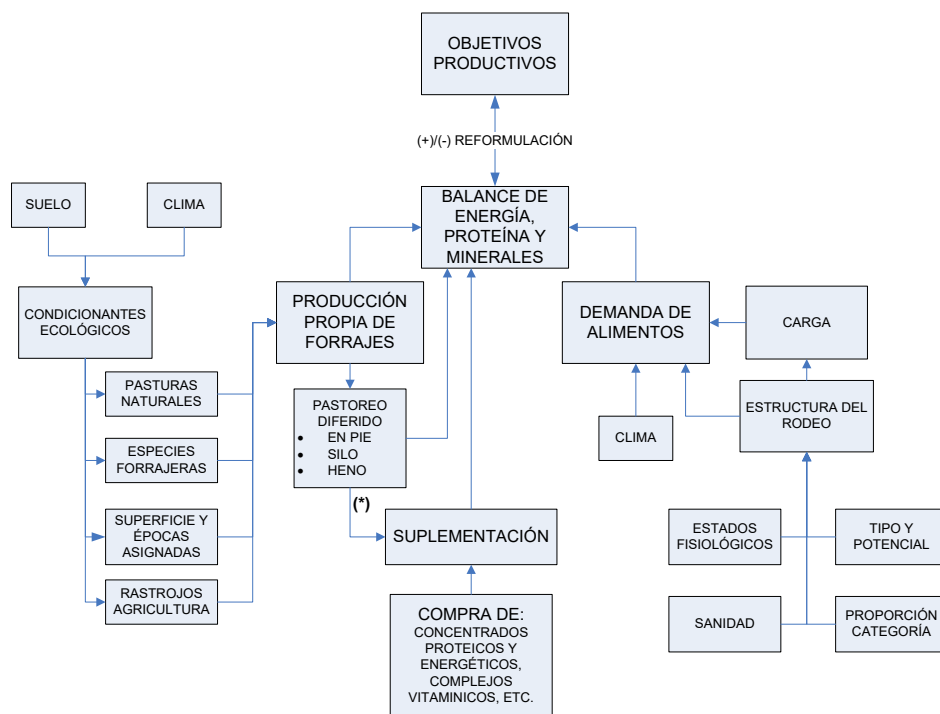 OBJETIVOS
PRODUCTIVOS
(+)/(-) REFORMULACIÓN
SUELO
CLIMA
BALANCE DE
ENERGÍA,
PROTEÍNA Y
MINERALES
CONDICIONANTES
ECOLÓGICOS
PRODUCCIÓN
PROPIA DE
FORRAJES
DEMANDA DE
ALIMENTOS
CARGA
PASTURAS
NATURALES
PASTOREO
DIFERIDO
• EN PIE
• SILO
• HENO
CLIMA
ESTRUCTURA DEL
RODEO
ESPECIES
FORRAJERAS
(*)
SUPERFICIE Y
ÉPOCAS
ASIGNADAS
SUPLEMENTACIÓN
ESTADOS
FISIOLÓGICOS
TIPO Y
POTENCIAL
RASTROJOS
AGRICULTURA
COMPRA DE:
CONCENTRADOS
PROTEICOS Y
ENERGÉTICOS,
COMPLEJOS
VITAMINICOS, ETC.
SANIDAD
PROPORCIÓN
CATEGORÍA